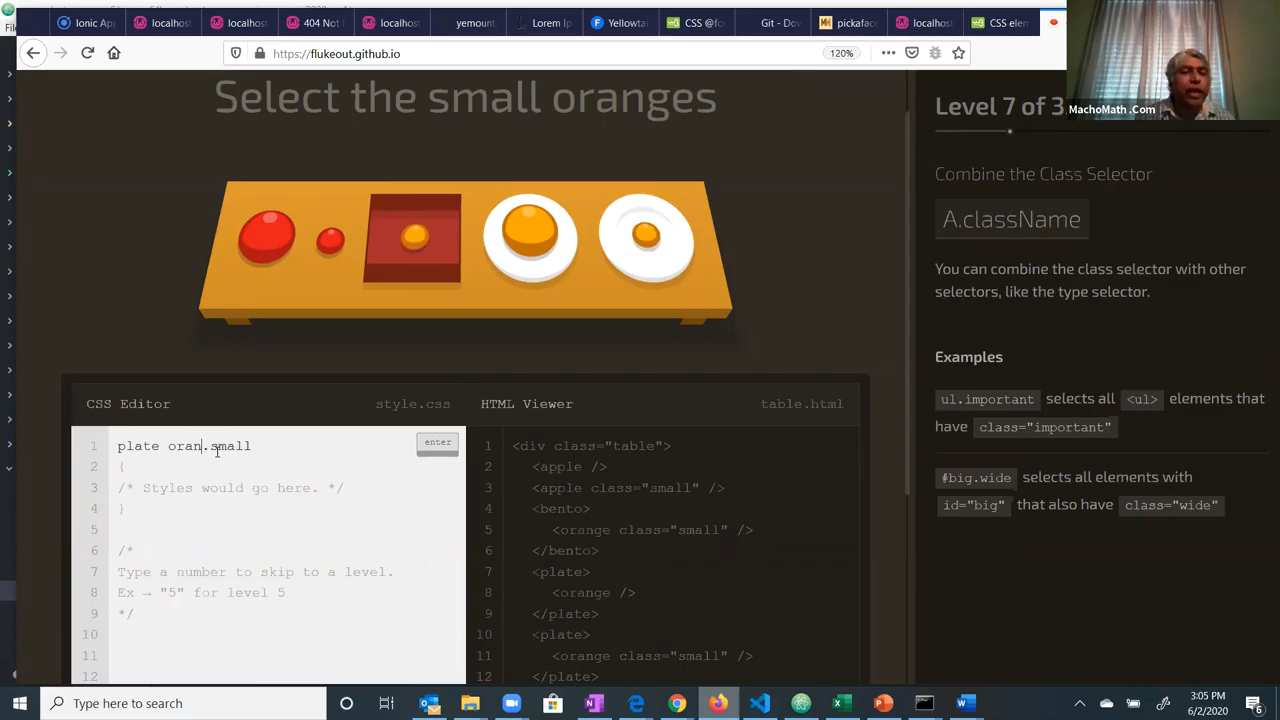 Ionic App
localhost
localhost
404 Not
localhost
yemount.
Lorem Ip
Yellowtai
CSS @for
Git - Dow
pickaface
localhost
CSS elem
https://flukeout.github.io
120%
Select the small oranges
MachoMath .Com
Level 7 of 3
Combine the Class Selector
A.className
You can combine the class selector with other
selectors, like the type selector.
Examples
ul.important selects all <ul> elements that
have class="important"
#big.wide selects all elements with
id="big" that also have class="wide"
CSS Editor style.css
1 plate oran.small enter
2 {
3 /* Styles would go here. */
4 }
5
6 /*
7 Type a number to skip to a level.
8 Ex → "5" for level 5
9 */
10
11
12
HTML Viewer table.html
1 <div class="table">
2 <apple />
3 <apple class="small" />
4 <bento>
5 <orange class="small" />
6 </bento>
7 <plate>
8 <orange />
9 </plate>
10 <plate>
11 <orange class="small" />
12 </plate>
Type here to search
3:05 PM
6/2/2020
6